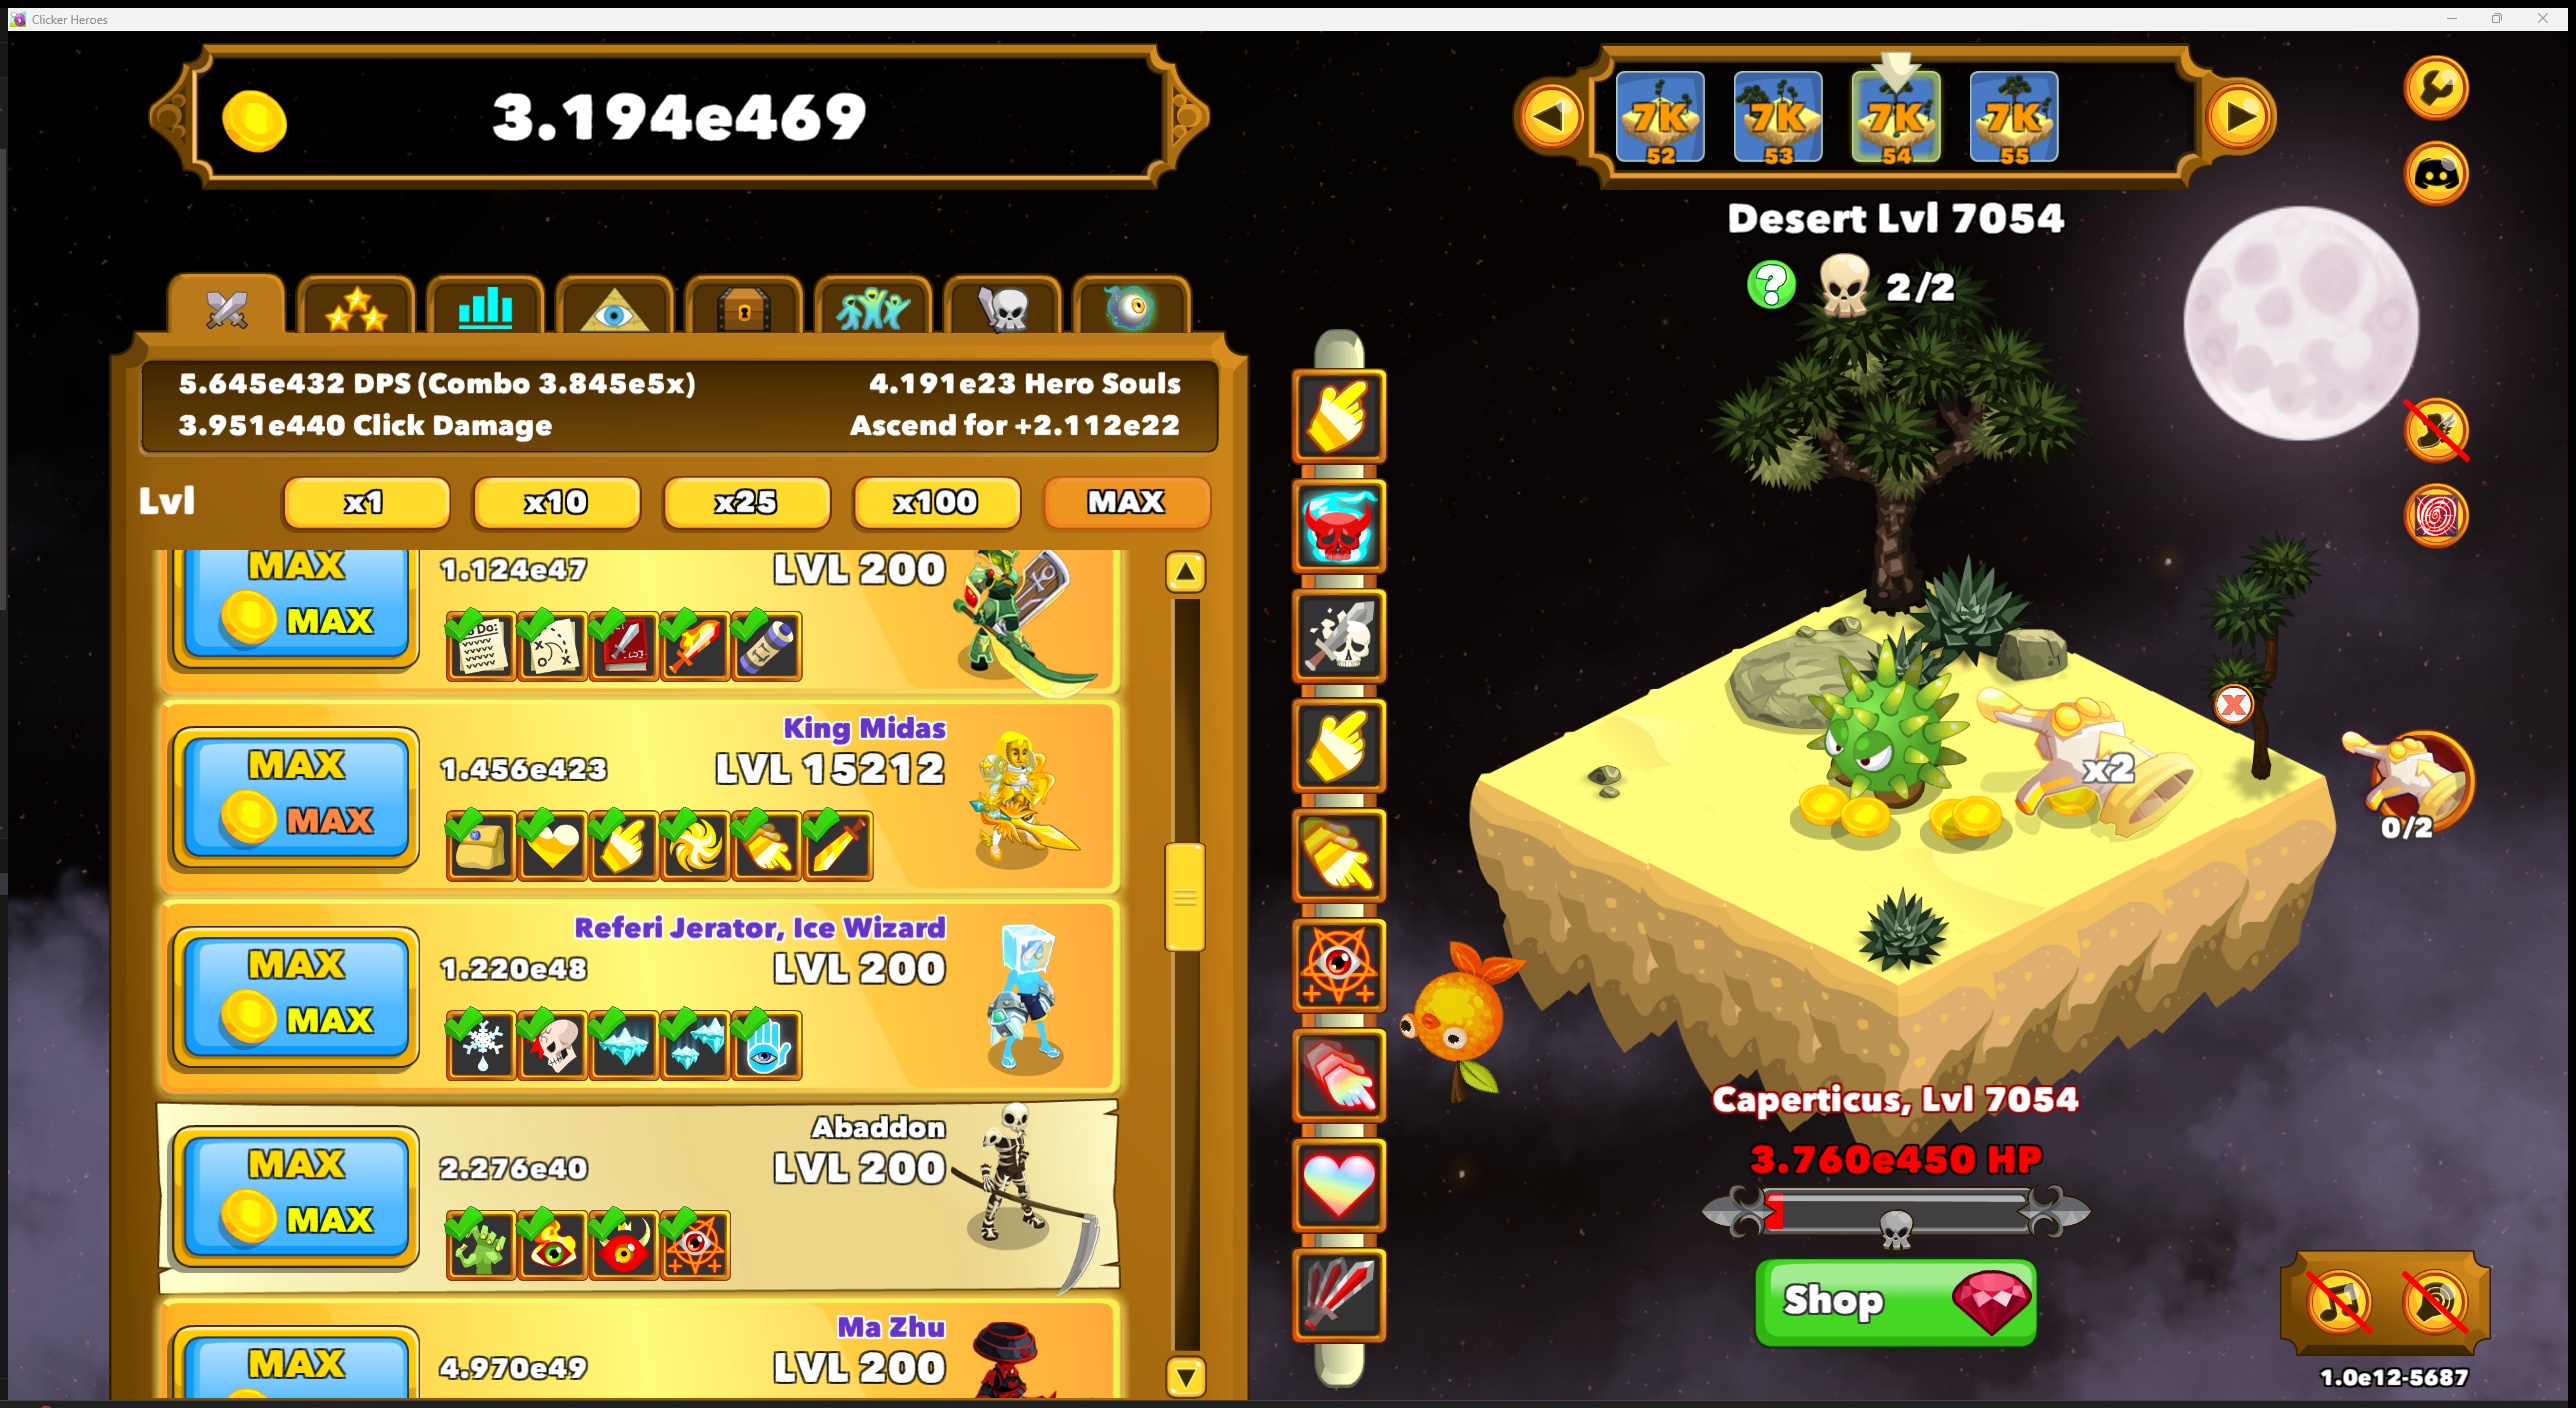 Clicker Heroes
3.194e469
7K
52
7K
53
7K
54
7K
55
Desert Lvl 7054
2/2
5.645e432 DPS (Combo 3.845e5x)
4.191e23 Hero Souls
3.951e440 Click Damage
Ascend for +2.112e22
Lvl
x1
x10
x25
x100
MAX
MAX
MAX
1.124e47
LVL 200
Do:
King Midas
MAX
MAX
1.456e423
LVL 15212
Referi Jerator, Ice Wizard
MAX
MAX
1.220e48
LVL 200
Abaddon
MAX
MAX
2.276e40
LVL 200
Ma Zhu
MAX
4.970e49
LVL 200
x2
0/2
Caperticus, Lvl 7054
3.760e450 HP
Shop
1.0e12-5687